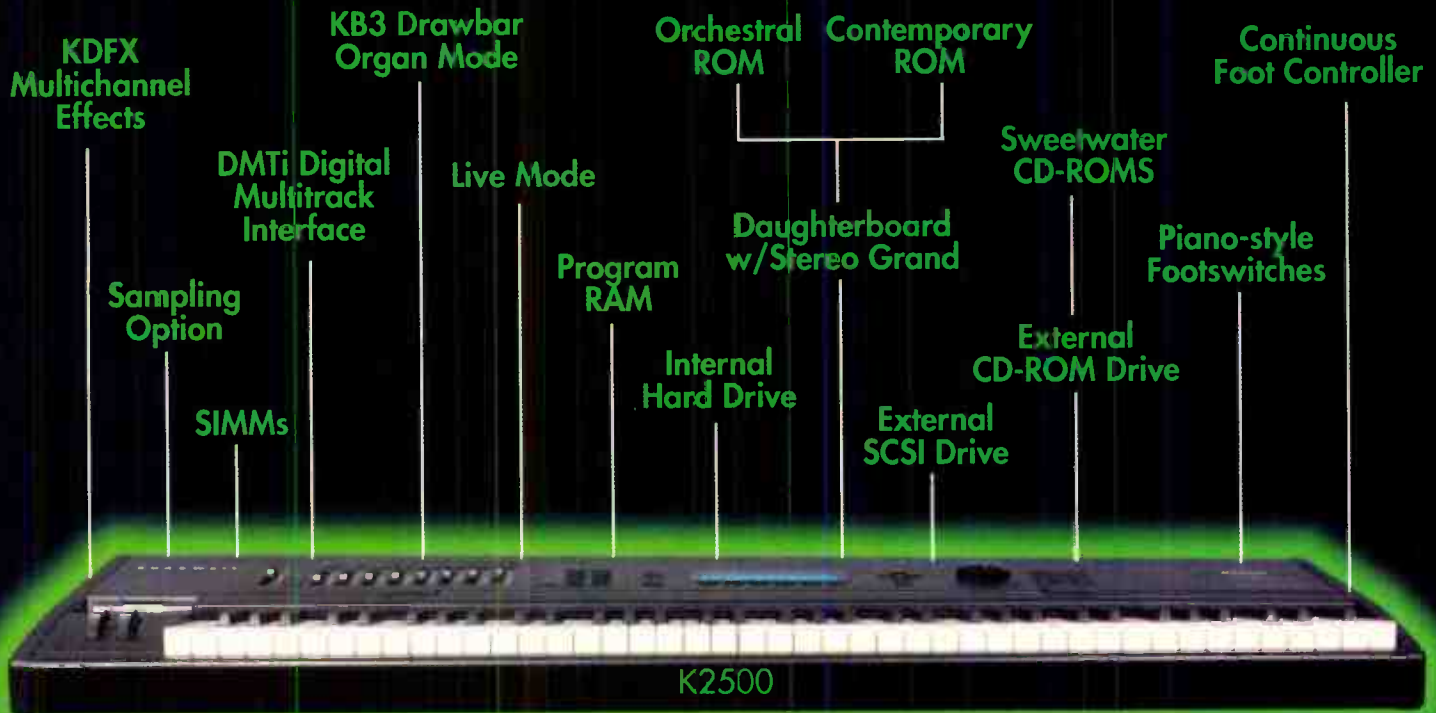 KDFX
Multichannel
Effects
Sampling
Option
SIMMs
DMTi Digital
Multitrack
Interface
KB3 Drawbar
Organ Mode
Live Mode
Program
RAM
Orchestral
ROM
Contemporary
ROM
Daughterboard
w/Stereo Grand
Internal
Hard Drive
External
SCSI Drive
Sweetwater
CD-ROMS
External
CD-ROM Drive
Piano-style
Footswitches
Continuous
Foot Controller
K2500